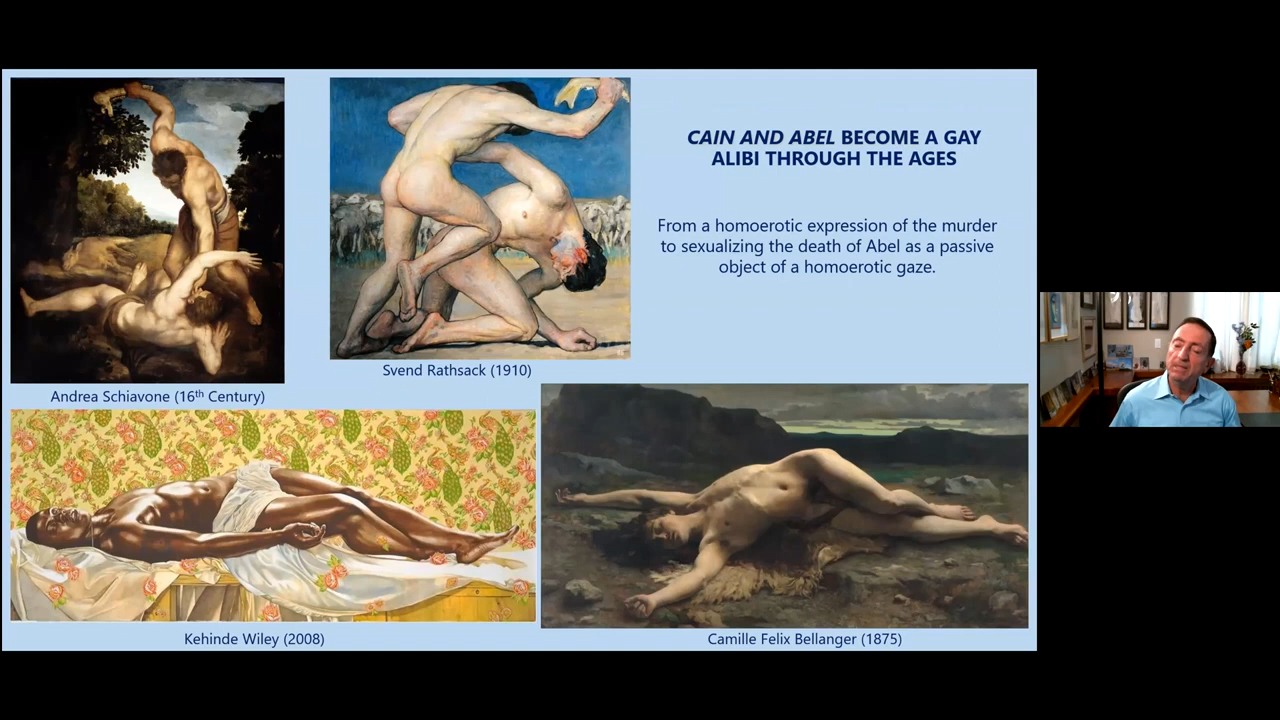 CAIN AND ABEL BECOME A GAY
ALIBI THROUGH THE AGES
From a homoerotic expression of the murder
to sexualizing the death of Abel as a passive
object of a homoerotic gaze.
Svend Rathsack (1910)
Andrea Schiavone (16th Century)
Kehinde Wiley (2008)
Camille Felix Bellanger (1875)